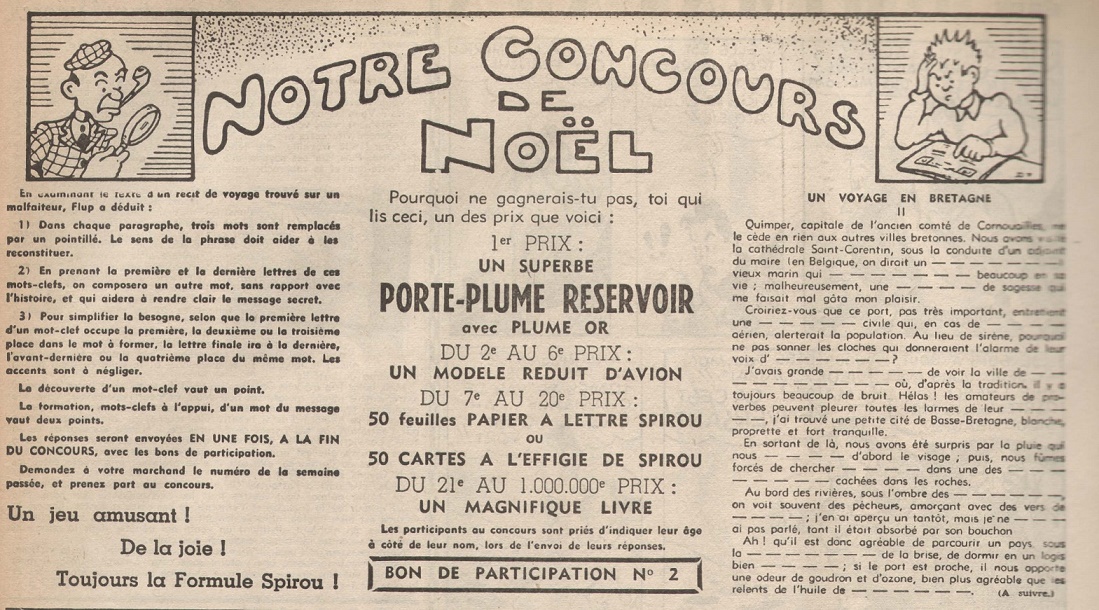 NOTRE CONCOURS
DE
NOËL
En examinant le texte d'un récit de voyage trouvé sur un
malfaiteur, Flup a déduit :
1) Dans chaque paragraphe, trois mots sont remplacés
par un pointillé. Le sens de la phrase doit aider à les
reconstituer.
2) En prenant la première et la dernière lettres de ces
mots-clefs, on composera un autre mot, sans rapport avec
l'histoire, et qui aidera à rendre clair le message secret.
3) Pour simplifier la besogne, selon que la première lettre
d'un mot-clef occupe la première, la deuxième ou la troisième
place dans le mot à former, la lettre finale ira à la dernière,
l'avant-dernière ou la quatrième place du même mot. Les
accents sont à négliger.
La découverte d'un mot-clef vaut un point.
La formation, mots-clefs à l'appui, d'un mot du message
vaut deux points.
Les réponses seront envoyées EN UNE FOIS, A LA FIN
DU CONCOURS, avec les bons de participation.
Demandez à votre marchand le numéro de la semaine
passée, et prenez part au concours.
Un jeu amusant !
De la joie !
Toujours la Formule Spirou !
Pourquoi ne gagnerais-tu pas, toi qui
lis ceci, un des prix que voici :
1er PRIX :
UN SUPERBE
PORTE-PLUME RESERVOIR
avec PLUME OR
DU 2e AU 6e PRIX :
UN MODELE REDUIT D'AVION
DU 7e AU 20e PRIX :
50 feuilles PAPIER A LETTRE SPIROU
OU
50 CARTES A L'EFFIGIE DE SPIROU
DU 21e AU 1.000.000e PRIX :
UN MAGNIFIQUE LIVRE
Les participants au concours sont priés d'indiquer leur âge
à côté de leur nom, lors de l'envoi de leurs réponses.
BON DE PARTICIPATION No 2
UN VOYAGE EN BRETAGNE
II
Quimper, capitale de l'ancien comté de Cornouailles, ne
le cède en rien aux autres villes bretonnes. Nous avons visité
la cathédrale Saint-Corentin, sous la conduite d'un adjoint
du maire (en Belgique, on dirait un — — — — — — —)
vieux marin qui — — — — — — — beaucoup en sa
vie ; malheureusement, une — — — — — de sagesse qui
me faisait mal gâta mon plaisir.
Croiriez-vous que ce port, pas très important, entretient
une — — — — — civile qui, en cas de — — — —
aérien, alerterait la population. Au lieu de sirène, pourquoi
ne pas sonner les cloches qui donneraient l'alarme de leur
voix d' — — — — — — ?
J'avais grande — — — — — de voir la ville de — —
— — — — — — — — où, d'après la tradition, il y a
toujours beaucoup de bruit. Hélas ! les amateurs de pro-
verbes peuvent pleurer toutes les larmes de leur — — —
— —, j'ai trouvé une petite cité de Basse-Bretagne, blanche,
proprette et fort tranquille.
En sortant de là, nous avons été surpris par la pluie qui
nous — — — — — d'abord le visage ; puis, nous fûmes
forcés de chercher — — — — dans une des — — — —
— — — — — cachées dans les roches.
Au bord des rivières, sous l'ombre des — — — — — —,
on voit souvent des pêcheurs, amorçant avec des vers de
— — — — — ; j'en ai aperçu un tantôt, mais je ne — — — —
ai pas parlé, tant il était absorbé par son bouchon
Ah ! qu'il est donc agréable de parcourir un pays, sous
la — — — — — — — de la brise, de dormir en un logis
bien — — — — — ; si le port est proche, il nous apporte
une odeur de goudron et d'ozone, bien plus agréable que les
relents de l'huile de — — — — — —. (A suivre.)